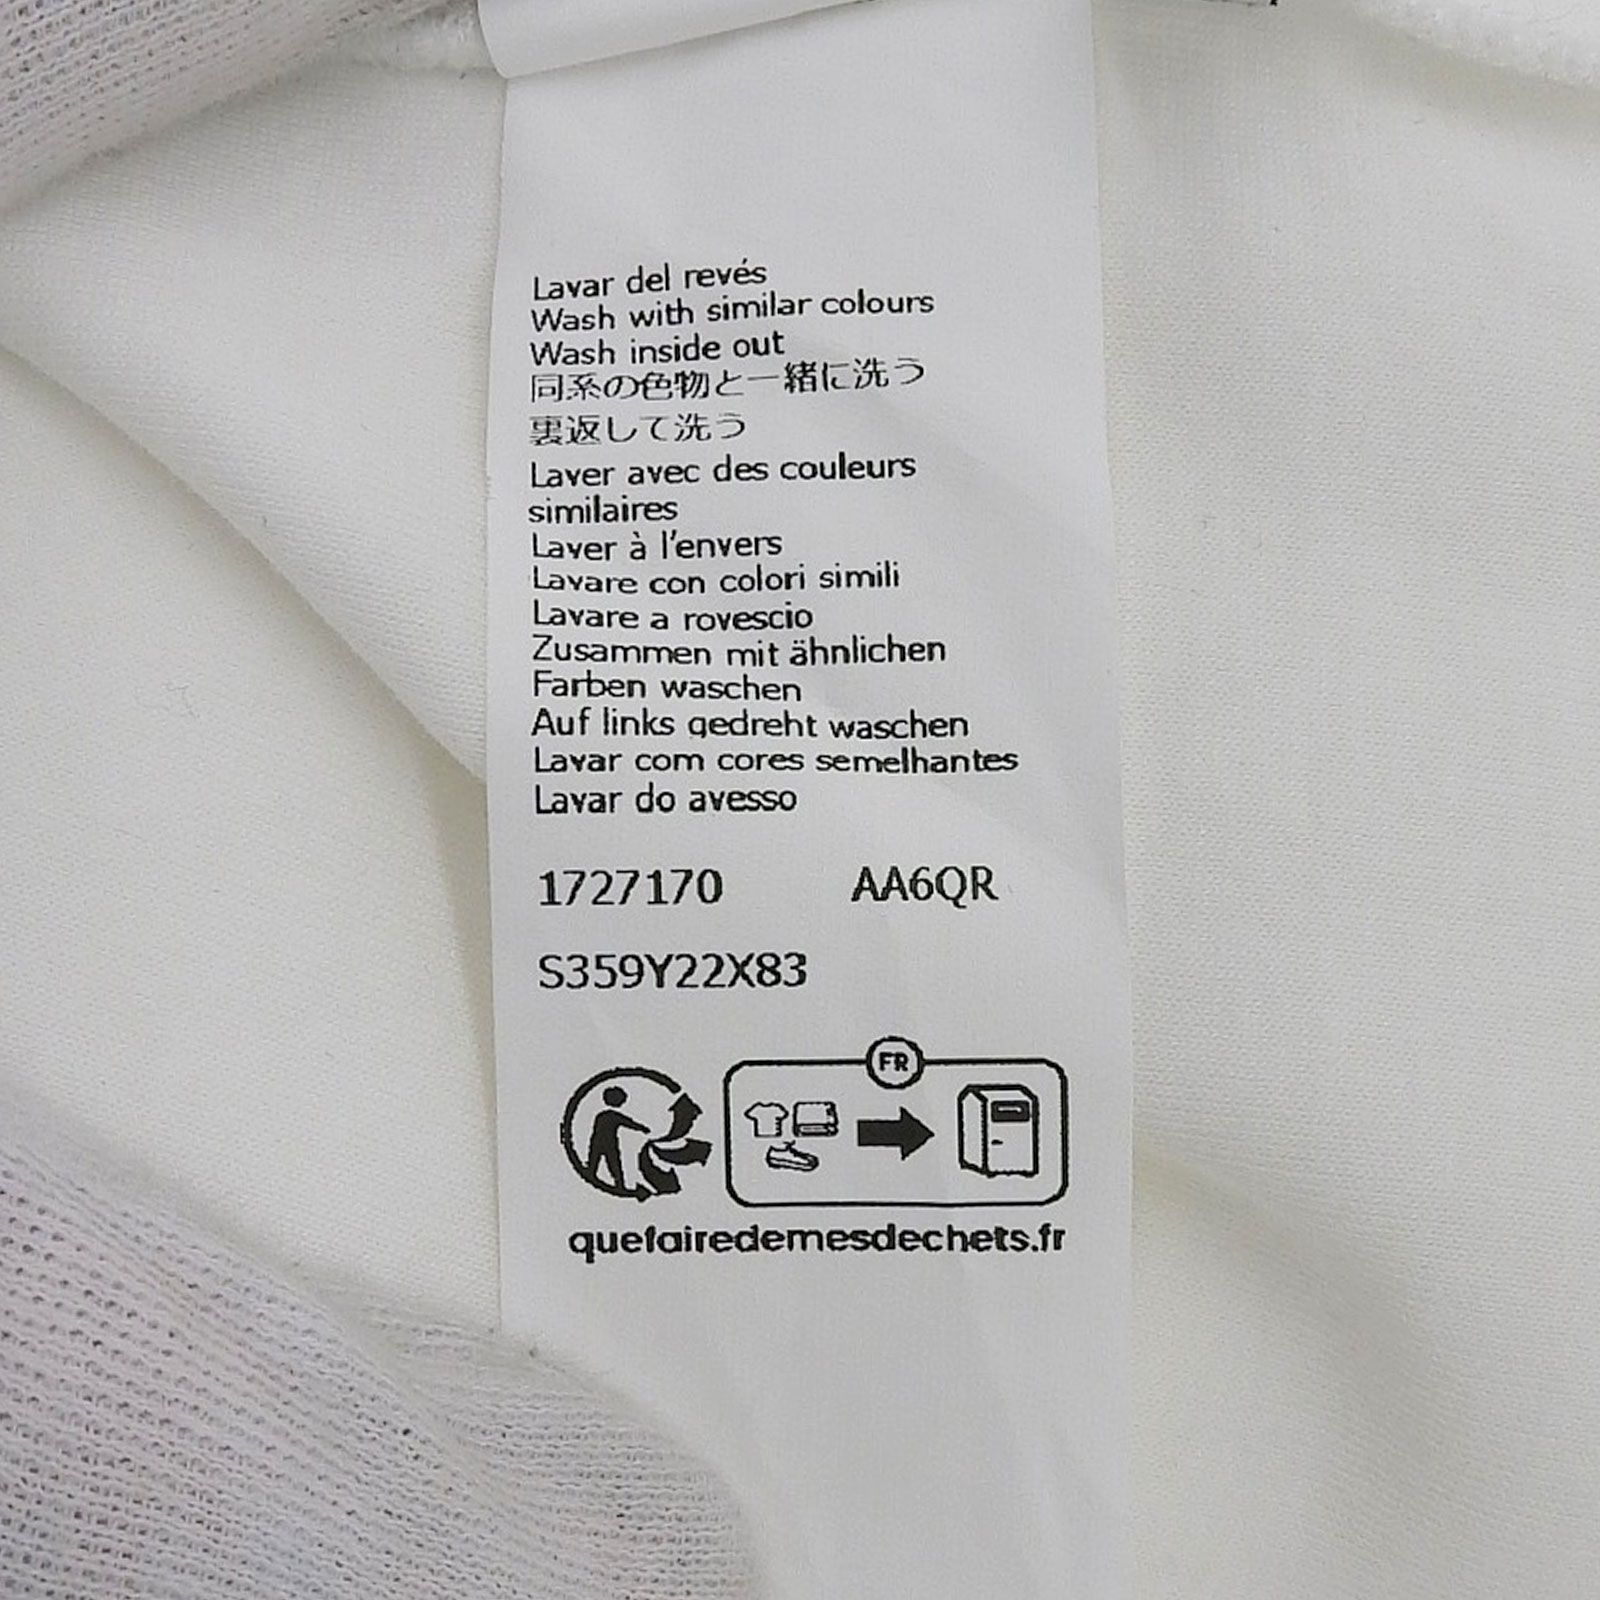 Lavar del revés
Wash with similar colours
Wash inside out
同系の色物と一緒に洗う
裏返して洗う
Laver avec des couleurs
similaires
Laver à l'envers
Lavare con colori simili
Lavare a rovescio
Zusammen mit ähnlichen
Farben waschen
Auf links gedreht waschen
Lavar com cores semelhantes
Lavar do avesso
1727170 AA6QR
S359Y22X83
FR
quefairedemesdechets.fr